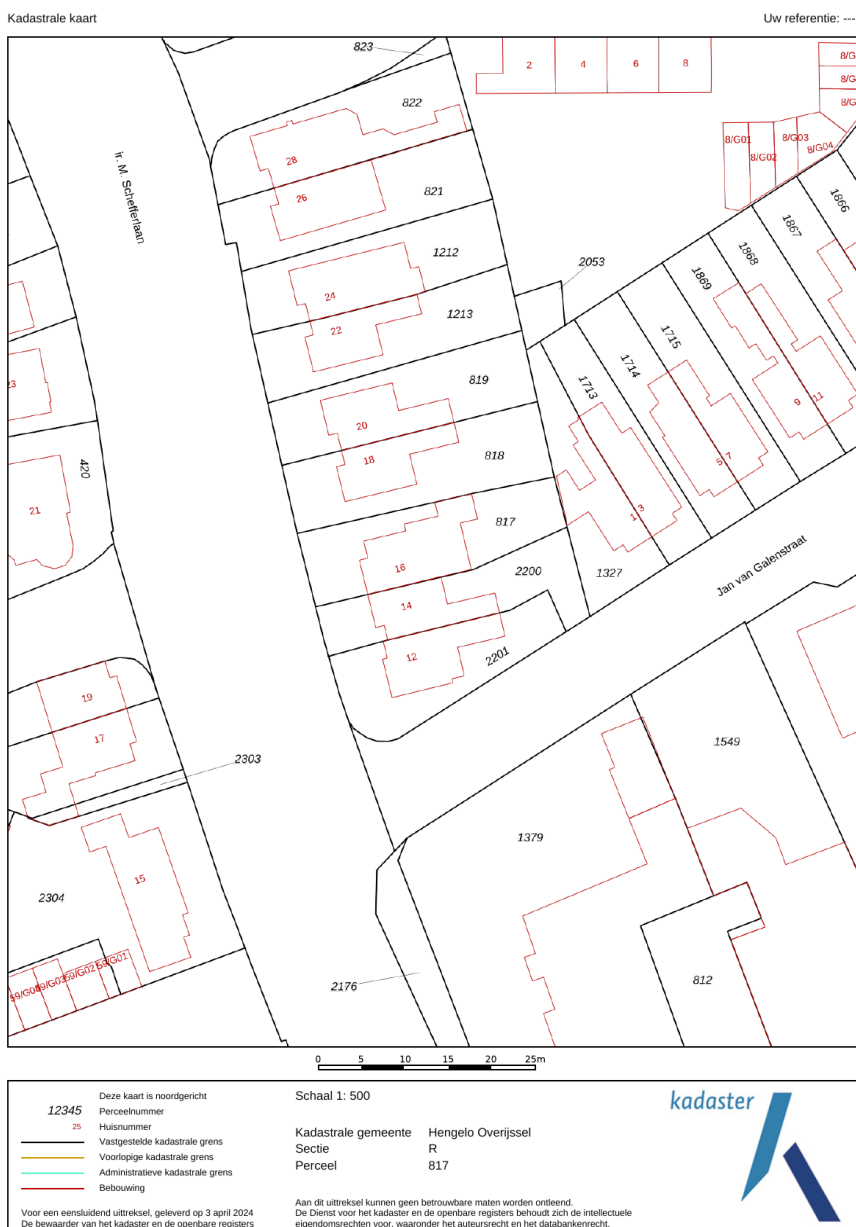 Kadastrale kaart
Uw referentie: ---
823
2
4
6
8
8/G
8/G
8/G
822
8/G01
8/G02
8/G03
8/G04
ir. M. Schefferlaan
28
26
821
1866
1867
1868
1869
1212
2053
24
22
1213
1715
1714
1713
819
23
20
18
818
9
11
5
7
420
21
817
3
1
16
2200
1327
Jan van Galenstraat
14
12
2201
19
17
2303
1549
1379
15
2304
59/G01
59/G02
59/G03
2176
812
0 5 10 15 20 25m
Deze kaart is noordgericht
12345 Perceelnummer
25 Huisnummer
Vastgestelde kadastrale grens
Voorlopige kadastrale grens
Administratieve kadastrale grens
Bebouwing
Voor een eensluidend uittreksel, geleverd op 3 april 2024
De bewaarder van het kadaster en de openbare registers
Schaal 1: 500
Kadastrale gemeente Hengelo Overijssel
Sectie R
Perceel 817
Aan dit uittreksel kunnen geen betrouwbare maten worden ontleend.
De Dienst voor het kadaster en de openbare registers behoudt zich de intellectuele
eigendomsrechten voor, waaronder het auteursrecht en het databankenrecht.
kadaster